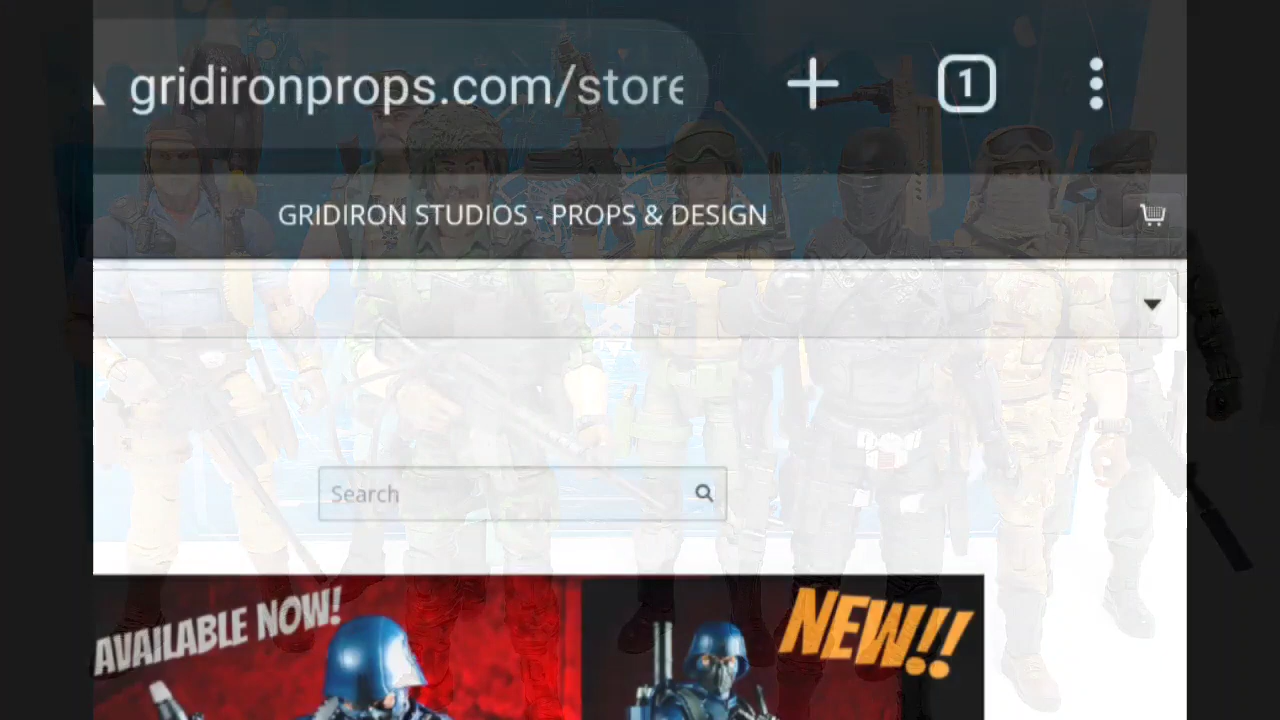 gridironprops.com/store
1
GRIDIRON STUDIOS - PROPS & DESIGN
Search
AVAILABLE NOW!
NEW!!